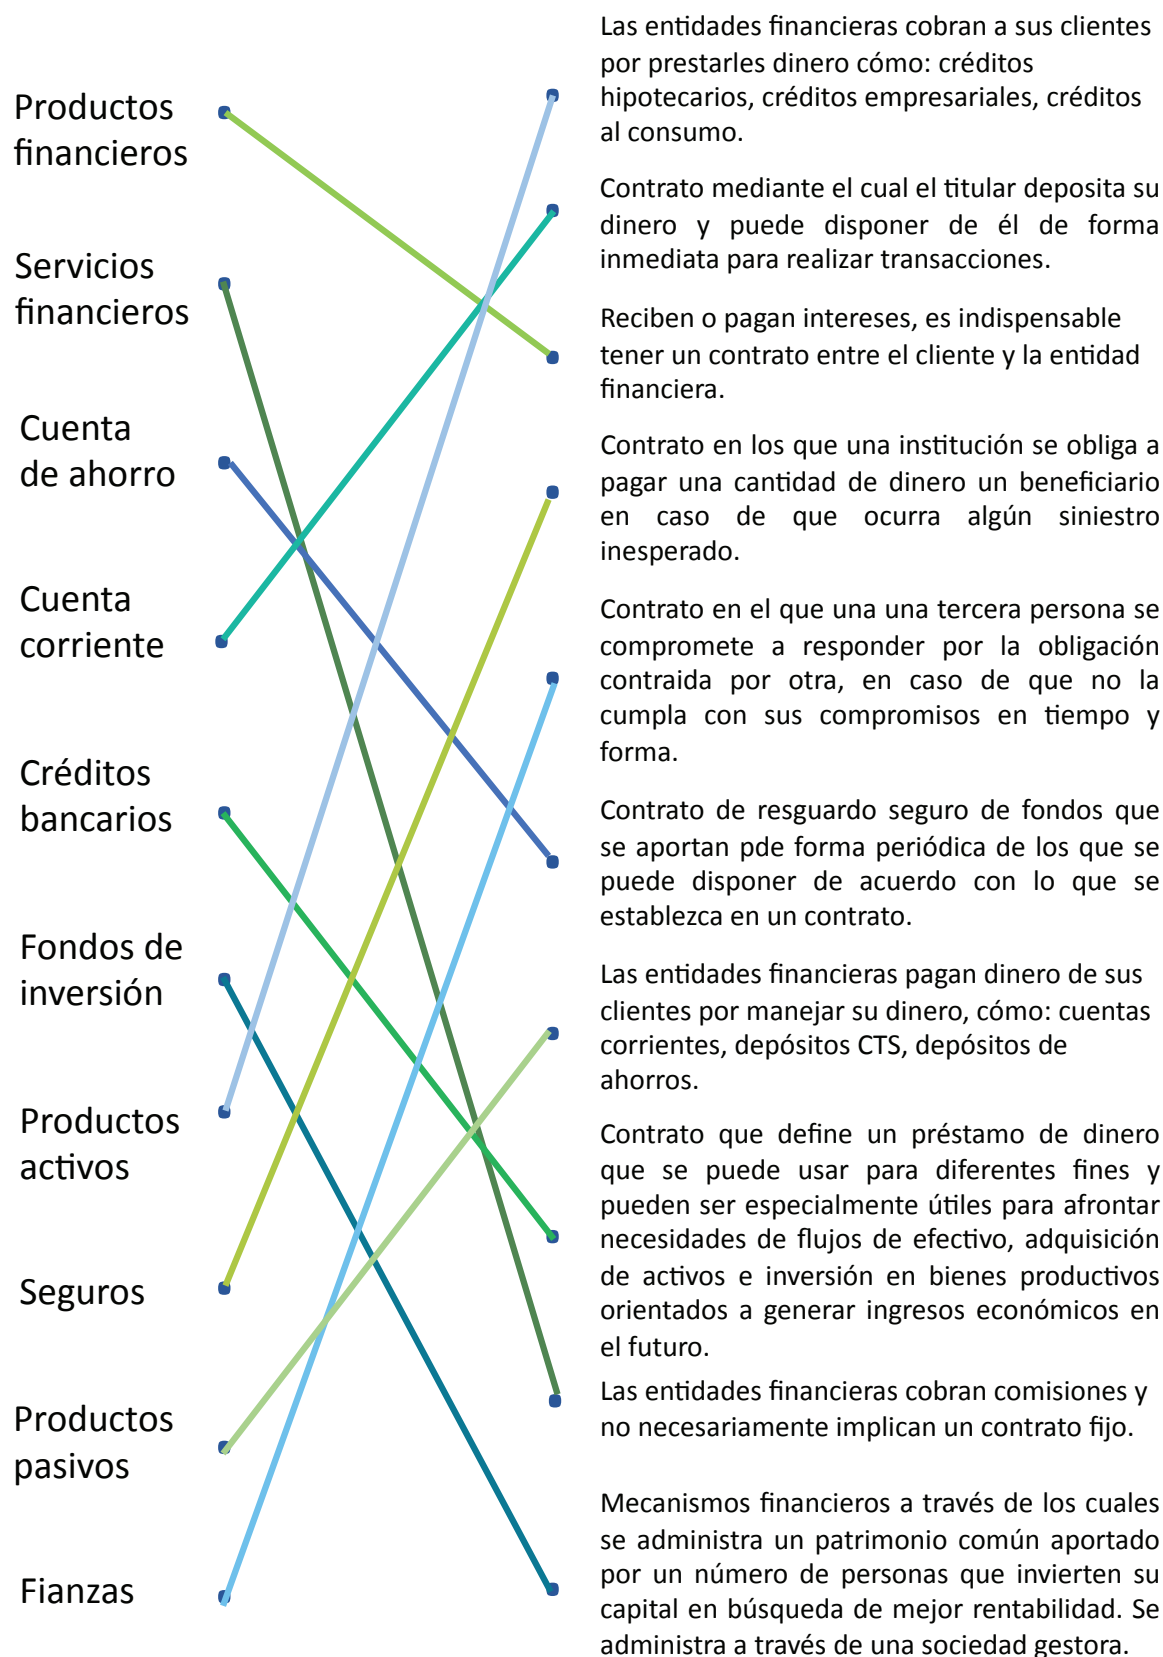 Productos
financieros
Servicios
financieros
Cuenta
de ahorro
Cuenta
corriente
Créditos
bancarios
Fondos de
inversión
Productos
activos
Seguros
Productos
pasivos
Fianzas
Las entidades financieras cobran a sus clientes
por prestarles dinero cómo: créditos
hipotecarios, créditos empresariales, créditos
al consumo.
Contrato mediante el cual el titular deposita su
dinero y puede disponer de él de forma
inmediata para realizar transacciones.
Reciben o pagan intereses, es indispensable
tener un contrato entre el cliente y la entidad
financiera.
Contrato en los que una institución se obliga a
pagar una cantidad de dinero un beneficiario
en caso de que ocurra algún siniestro
inesperado.
Contrato en el que una una tercera persona se
compromete a responder por la obligación
contraida por otra, en caso de que no la
cumpla con sus compromisos en tiempo y
forma.
Contrato de resguardo seguro de fondos que
se aportan pde forma periódica de los que se
puede disponer de acuerdo con lo que se
establezca en un contrato.
Las entidades financieras pagan dinero de sus
clientes por manejar su dinero, cómo: cuentas
corrientes, depósitos CTS, depósitos de
ahorros.
Contrato que define un préstamo de dinero
que se puede usar para diferentes fines y
pueden ser especialmente útiles para afrontar
necesidades de flujos de efectivo, adquisición
de activos e inversión en bienes productivos
orientados a generar ingresos económicos en
el futuro.
Las entidades financieras cobran comisiones y
no necesariamente implican un contrato fijo.
Mecanismos financieros a través de los cuales
se administra un patrimonio común aportado
por un número de personas que invierten su
capital en búsqueda de mejor rentabilidad. Se
administra a través de una sociedad gestora.